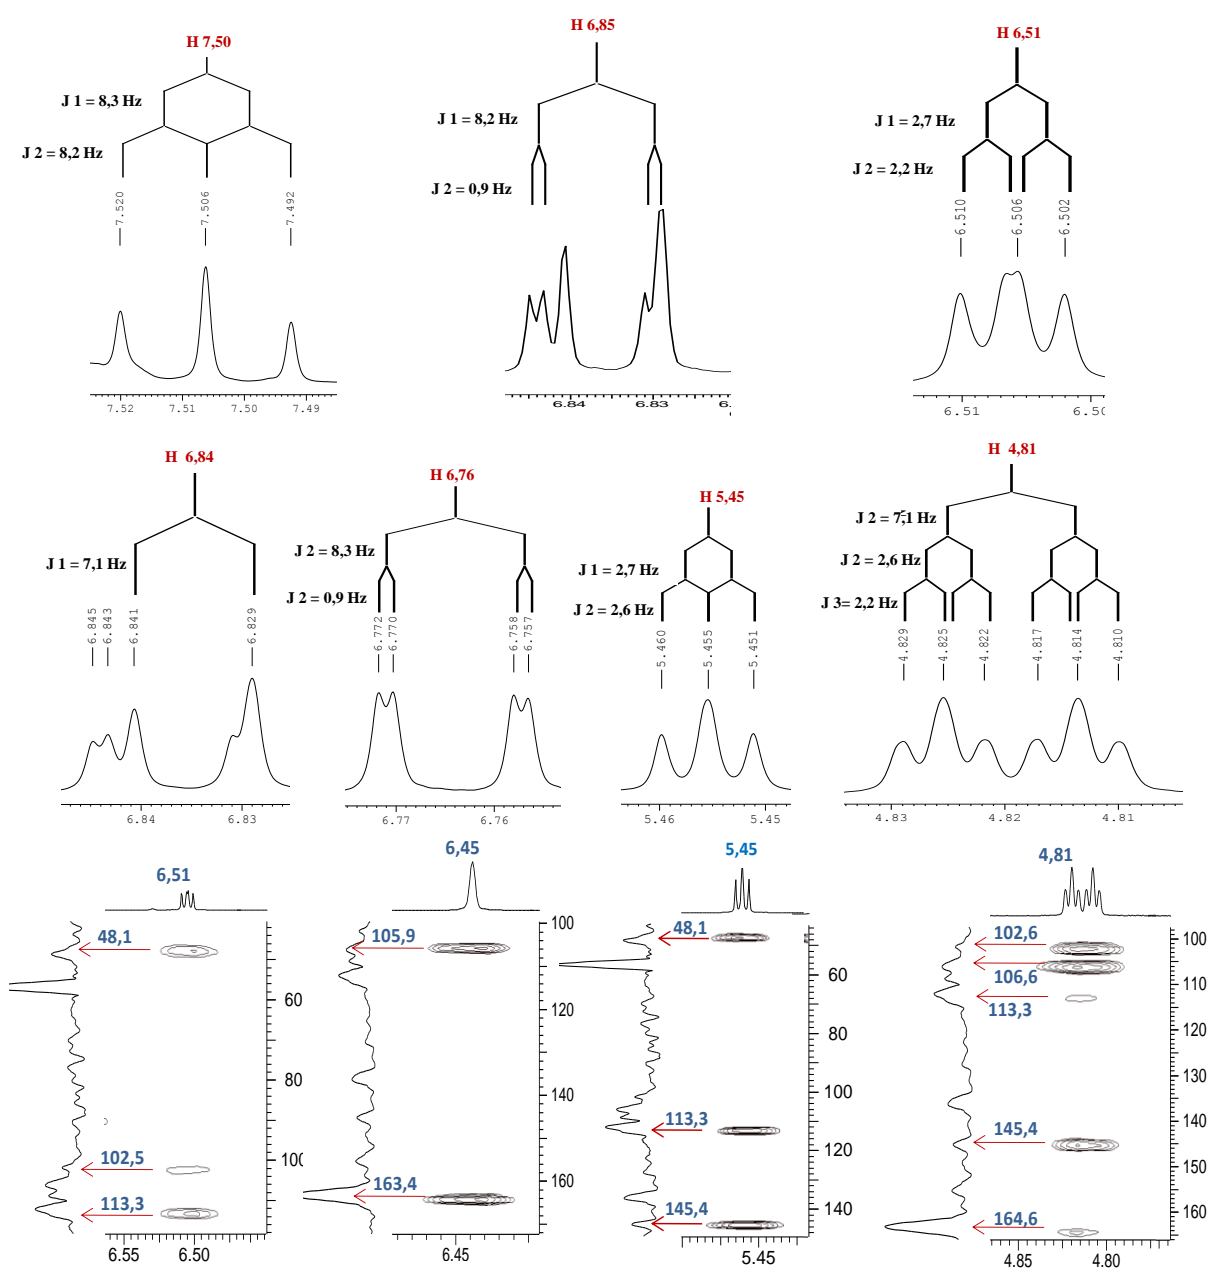 H 7,50
J 1 = 8,3 Hz
J 2 = 8,2 Hz
7.520
7.506
7.492
7.52 7.51 7.50 7.49
H 6,85
J 1 = 8,2 Hz
J 2 = 0,9 Hz
6.84 6.83
H 6,51
J 1 = 2,7 Hz
J 2 = 2,2 Hz
6.510
6.506
6.502
6.51 6.50
H 6,84
J 1 = 7,1 Hz
6.845
6.843
6.841
6.829
6.84 6.83
H 6,76
J 2 = 8,3 Hz
J 2 = 0,9 Hz
6.772
6.770
6.758
6.757
6.77 6.76
H 5,45
J 1 = 2,7 Hz
J 2 = 2,6 Hz
5.460
5.455
5.451
5.46 5.45
H 4,81
J 2 = 7,1 Hz
J 2 = 2,6 Hz
J 3= 2,2 Hz
4.829
4.825
4.822
4.817
4.814
4.810
4.83 4.82 4.81
6,51
48,1
60
80
102,5
100
113,3
6.55 6.50
6,45
100
105,9
120
140
160
163,4
6.45
5,45
48,1
60
80
100
113,3
120
145,4
140
5.45
4,81
102,6
100
106,6
110
113,3
120
130
140
145,4
150
164,6
160
4.85 4.80